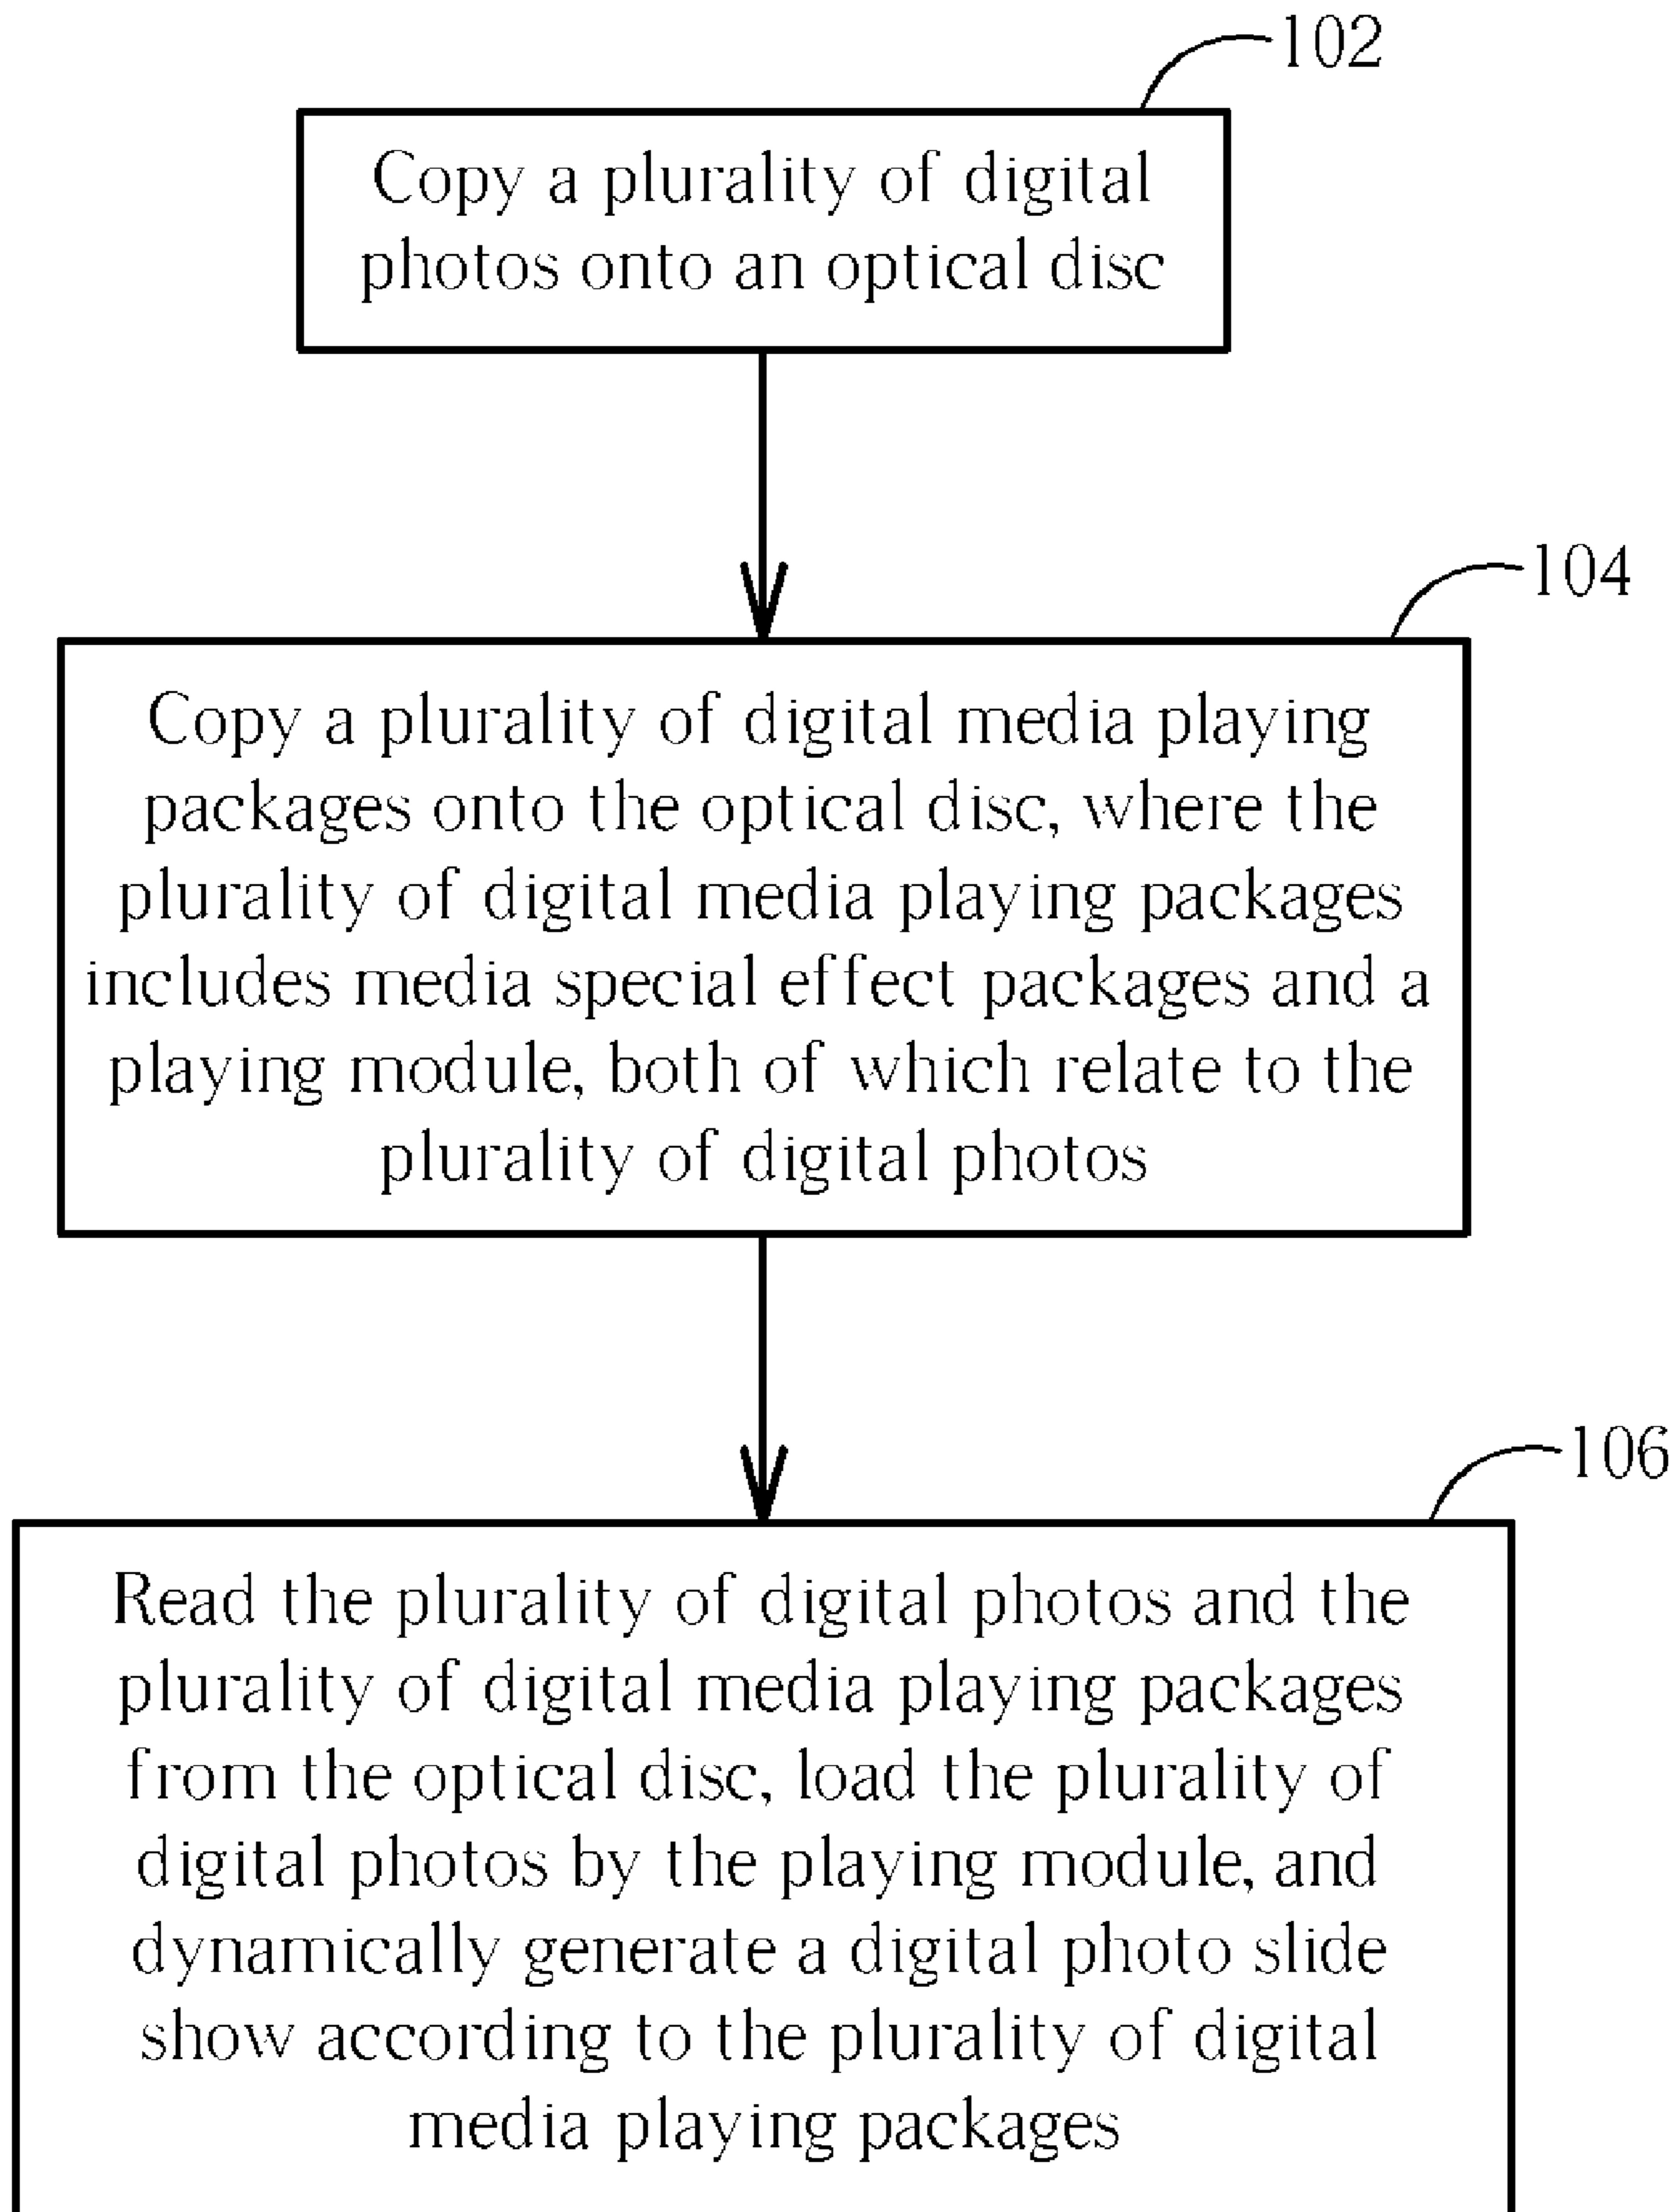 102
Copy a plurality of digital
photos onto an optical disc
104
Copy a plurality of digital media playing
packages onto the optical disc, where the
plurality of digital media playing packages
includes media special effect packages and a
playing module, both of which relate to the
plurality of digital photos
106
Read the plurality of digital photos and the
plurality of digital media playing packages
from the optical disc, load the plurality of
digital photos by the playing module, and
dynamically generate a digital photo slide
show according to the plurality of digital
media playing packages